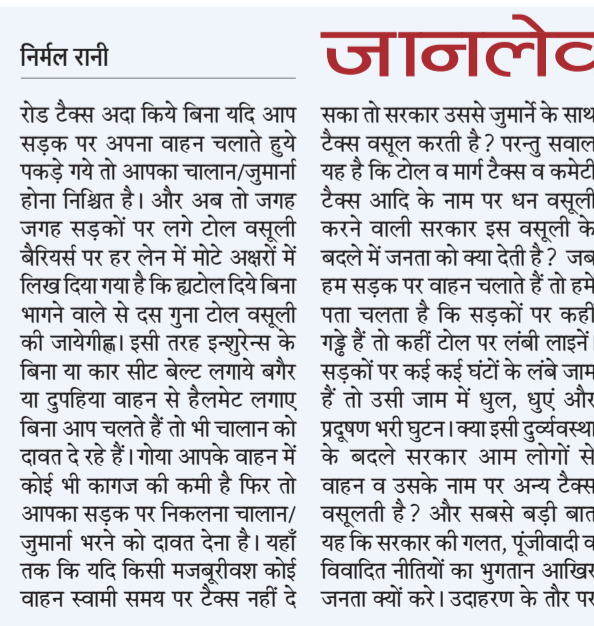 निर्मल रानी
जानलेव
रोड टैक्स अदा किये बिना यदि आप
सड़क पर अपना वाहन चलाते हुये
पकड़े गये तो आपका चालान/जुमार्ना
होना निश्चित है। और अब तो जगह
जगह सड़कों पर लगे टोल वसूली
बैरियर्स पर हर लेन में मोटे अक्षरों में
लिख दिया गया है कि ह्यटोल दिये बिना
भागने वाले से दस गुना टोल वसूली
की जायेगीह्ण। इसी तरह इन्शुरेन्स के
बिना या कार सीट बेल्ट लगाये बगैर
या दुपहिया वाहन से हैलमेट लगाए
बिना आप चलते हैं तो भी चालान को
दावत दे रहे हैं। गोया आपके वाहन में
कोई भी कागज की कमी है फिर तो
आपका सड़क पर निकलना चालान/
जुमार्ना भरने को दावत देना है। यहाँ
तक कि यदि किसी मजबूरीवश कोई
वाहन स्वामी समय पर टैक्स नहीं दे
सका तो सरकार उससे जुमार्ने के साथ
टैक्स वसूल करती है? परन्तु सवाल
यह है कि टोल व मार्ग टैक्स व कमेटी
टैक्स आदि के नाम पर धन वसूली
करने वाली सरकार इस वसूली के
बदले में जनता को क्या देती है? जब
हम सड़क पर वाहन चलाते हैं तो हमे
पता चलता है कि सड़कों पर कहीं
गड्ढे हैं तो कहीं टोल पर लंबी लाइनें।
सड़कों पर कई कई घंटों के लंबे जाम
हैं तो उसी जाम में धुल, धुएं और
प्रदूषण भरी घुटन। क्या इसी दुर्व्यवस्था
के बदले सरकार आम लोगों से
वाहन व उसके नाम पर अन्य टैक्स
वसूलती है? और सबसे बड़ी बात
यह कि सरकार की गलत, पूंजीवादी व
विवादित नीतियों का भुगतान आखिर
जनता क्यों करे। उदाहरण के तौर पर